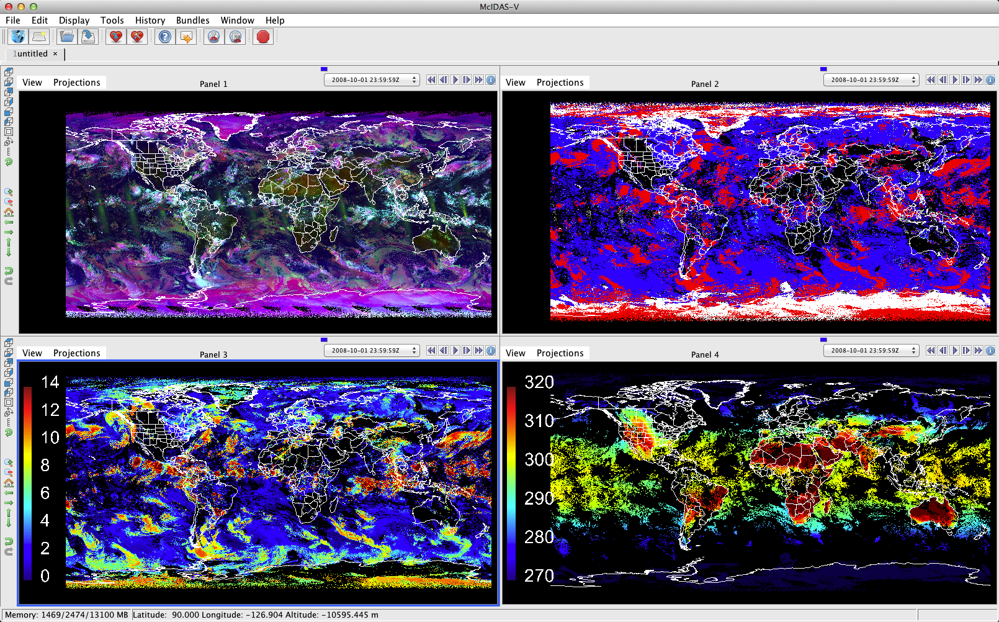 McIDAS-V
File Edit Display Tools History Bundles Window Help
1untitled ×
View Projections Panel 1 2008-10-01 23:59:59Z
View Projections Panel 2 2008-10-01 23:59:59Z
View Projections Panel 3 2008-10-01 23:59:59Z
14
12
10
8
6
4
2
0
View Projections Panel 4 2008-10-01 23:59:59Z
320
310
300
290
280
270
Memory: 1469/2474/13100 MB Latitude: 90.000 Longitude: -126.904 Altitude: -10595.445 m